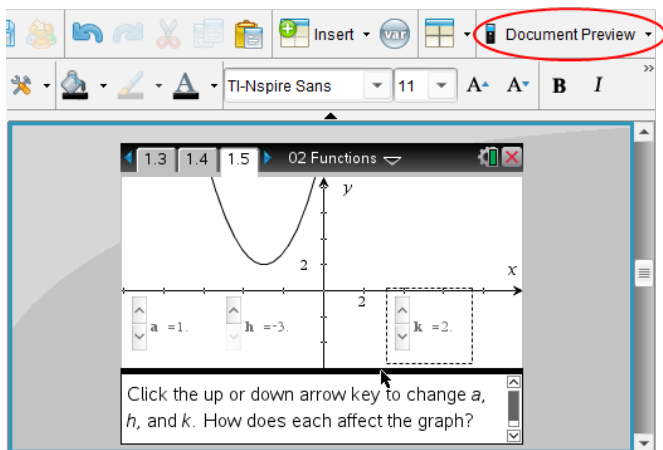 Insert var Document Preview
TI-Nspire Sans 11 A A B I »
1.3 1.4 1.5 02 Functions
y
2
x
2
a =1. h =-3. k =2.
Click the up or down arrow key to change a,
h, and k. How does each affect the graph?